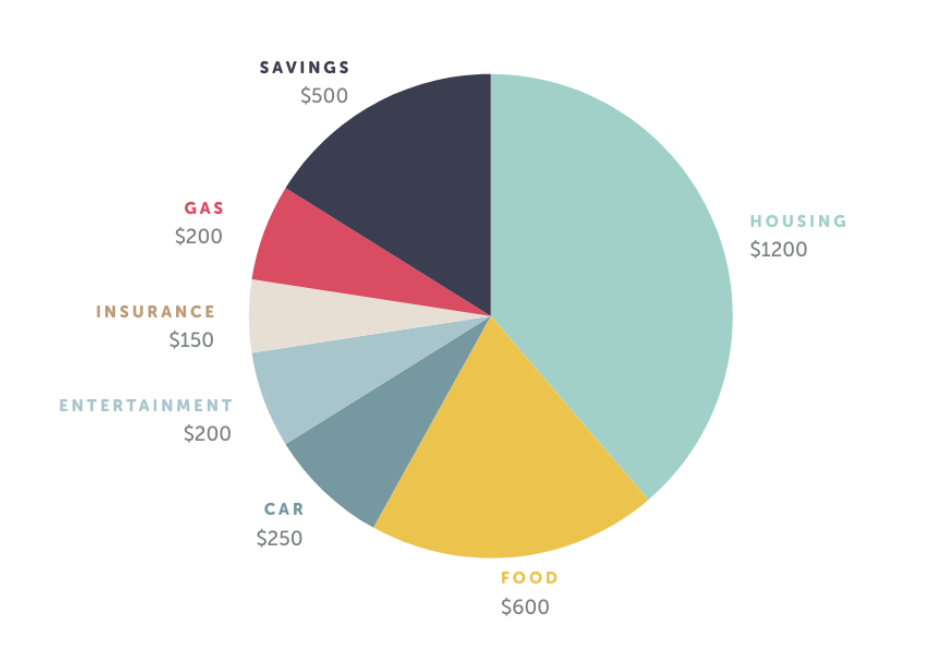 SAVINGS
$500
GAS
$200
HOUSING
$1200
INSURANCE
$150
ENTERTAINMENT
$200
CAR
$250
FOOD
$600